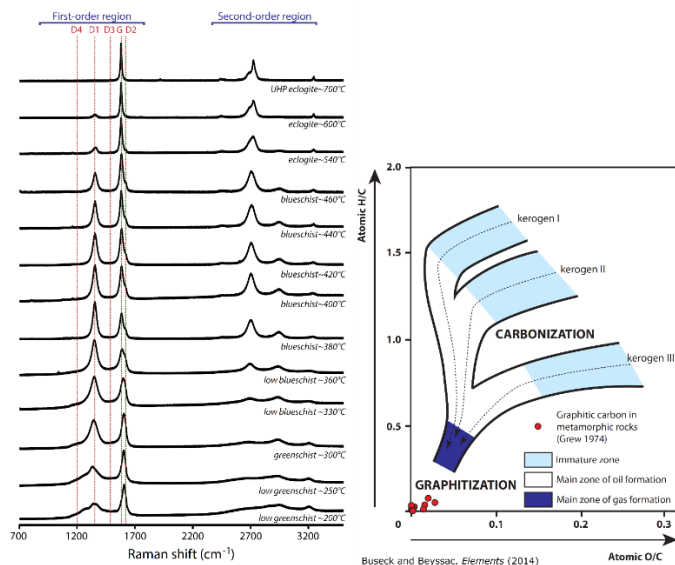 First-order region
Second-order region
D4 D1 D3 G D2
UHP eclogite~700°C
eclogite~600°C
eclogite~540°C
blueschist~460°C
blueschist~440°C
blueschist~420°C
blueschist~400°C
blueschist~380°C
low blueschist ~360°C
low blueschist ~330°C
greenschist ~300°C
low greenschist ~250°C
low greenschist ~200°C
700 1200 1700 2200 2700 3200
Raman shift (cm⁻¹)
Atomic H/C
2.0
1.5
1.0
0.5
0
0.1 0.2 0.3
kerogen I
kerogen II
CARBONIZATION
kerogen III
Graphitic carbon in
metamorphic rocks
(Grew 1974)
Immature zone
Main zone of oil formation
Main zone of gas formation
GRAPHITIZATION
Buseck and Beyssac, Elements (2014)
Atomic O/C